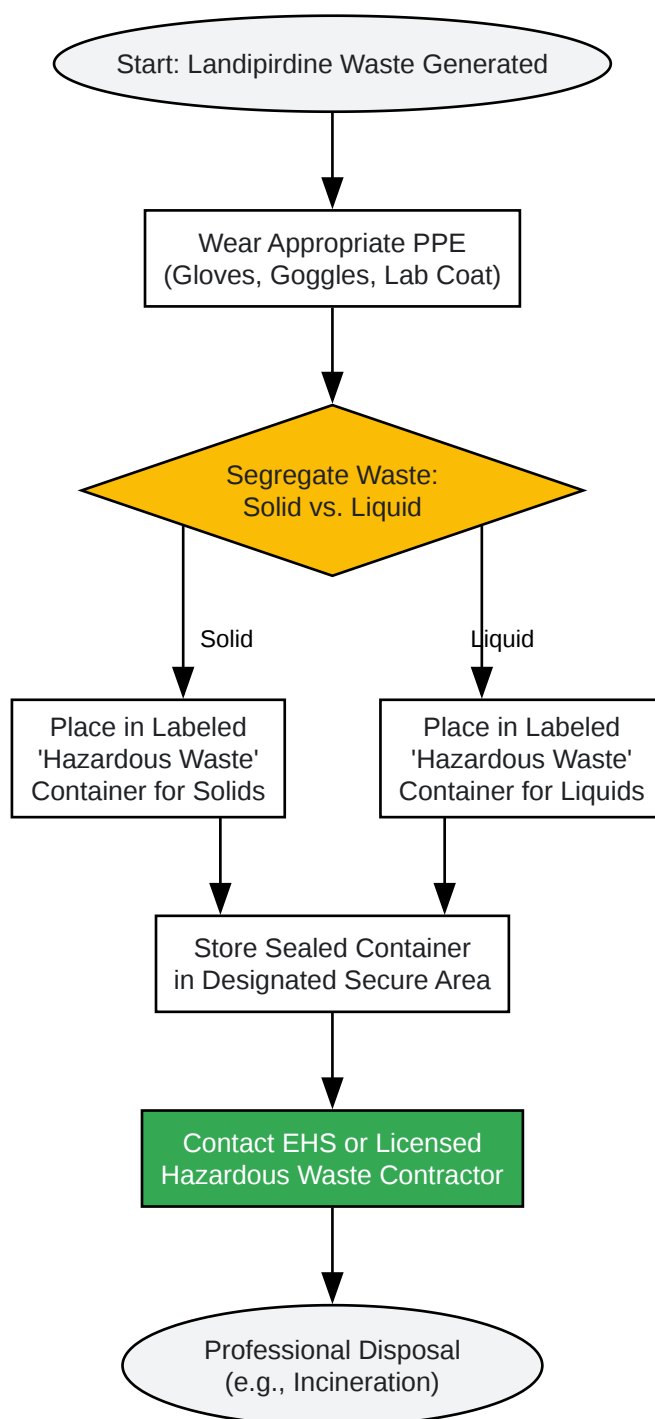 Start: Landipirdine Waste Generated
Wear Appropriate PPE
(Gloves, Goggles, Lab Coat)
Segregate Waste:
Solid vs. Liquid
Solid
Liquid
Place in Labeled
'Hazardous Waste'
Container for Solids
Place in Labeled
'Hazardous Waste'
Container for Liquids
Store Sealed Container
in Designated Secure Area
Contact EHS or Licensed
Hazardous Waste Contractor
Professional Disposal
(e.g., Incineration)